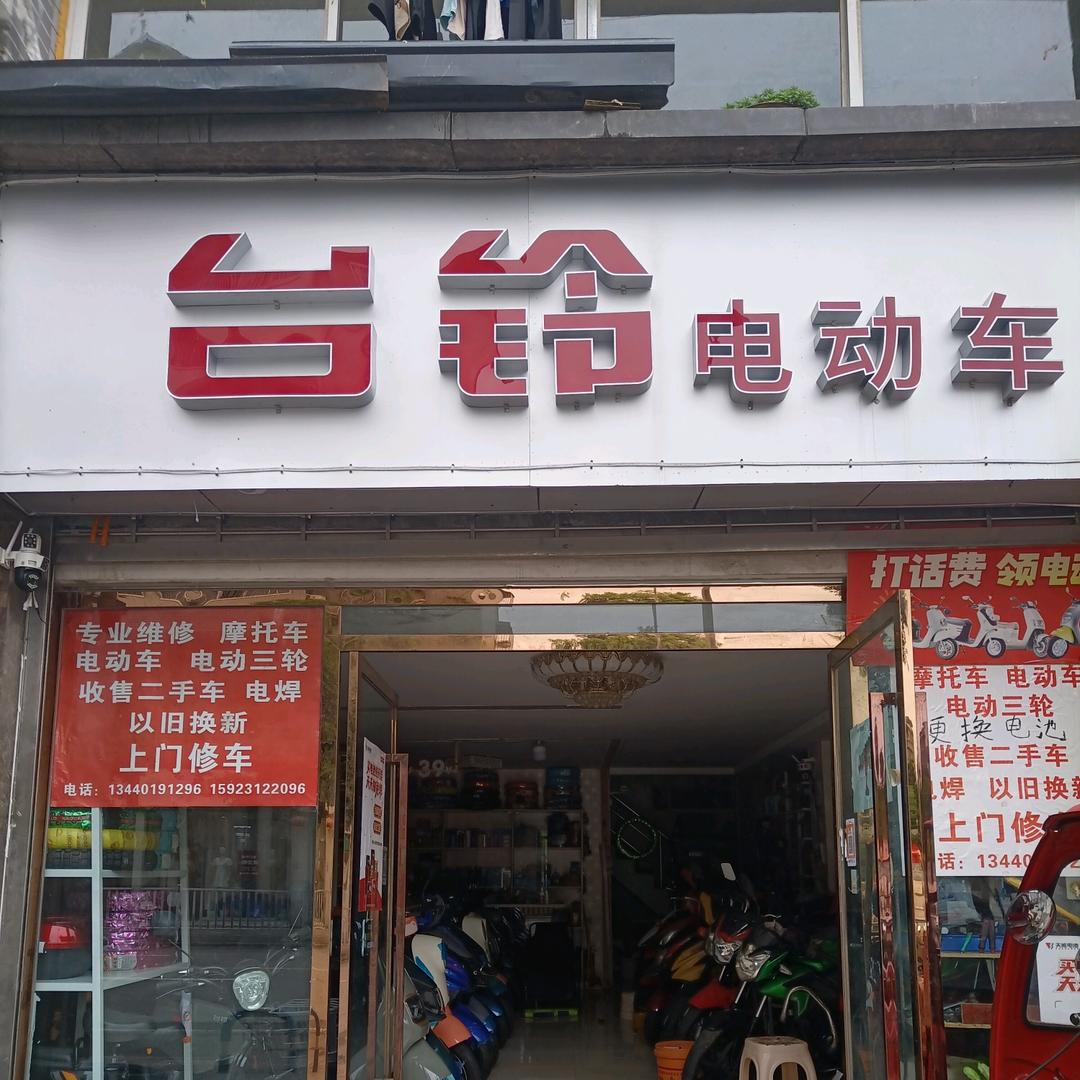 台铃 电动车
专业维修 摩托车
电动车 电动三轮
收售二手车 电焊
以旧换新
上门修车
电话：13440191296 15923122096
打话费 领电动
摩托车 电动车
电动三轮
更换电池
收售二手车
电焊 以旧换新
上门修
话：13440
39